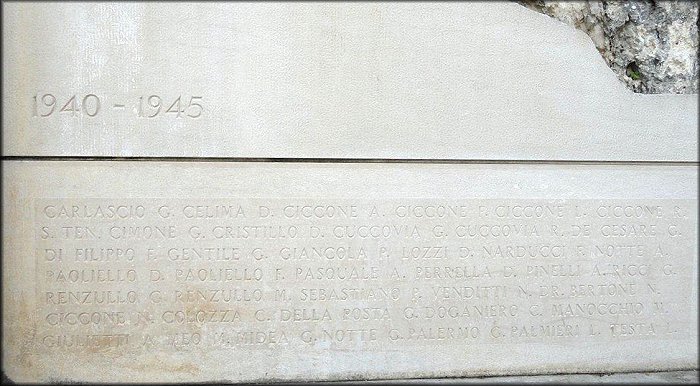 1940 - 1945
CARLASCIO G. CELIMA D. CICCONE A. CICCONE F. CICCONE L. CICCONE R.
S. TEN. CIMONE G. CRISTILLO D. CUCCOVIA G. CUCCOVIA R. DE CESARE G.
DI FILIPPO F. GENTILE G. GIANCOLA P. LOZZI D. NARDUCCI F. NOTTE A.
PAOLIELLO D. PAOLIELLO F. PASQUALE A. PERRELLA D. PINELLI A. RICCI G.
RENZULLO G. RENZULLO M. SEBASTIANO P. VENDITTI N. DR. BERTONE N.
CICCONE N. COLOZZA C. DELLA POSTA G. DOGANIERO C. MANOCCHIO M.
GIULIOTTI A. MEO M. MIDEA G. NOTTE G. PALERMO G. PALMIERI L. TESTA L.